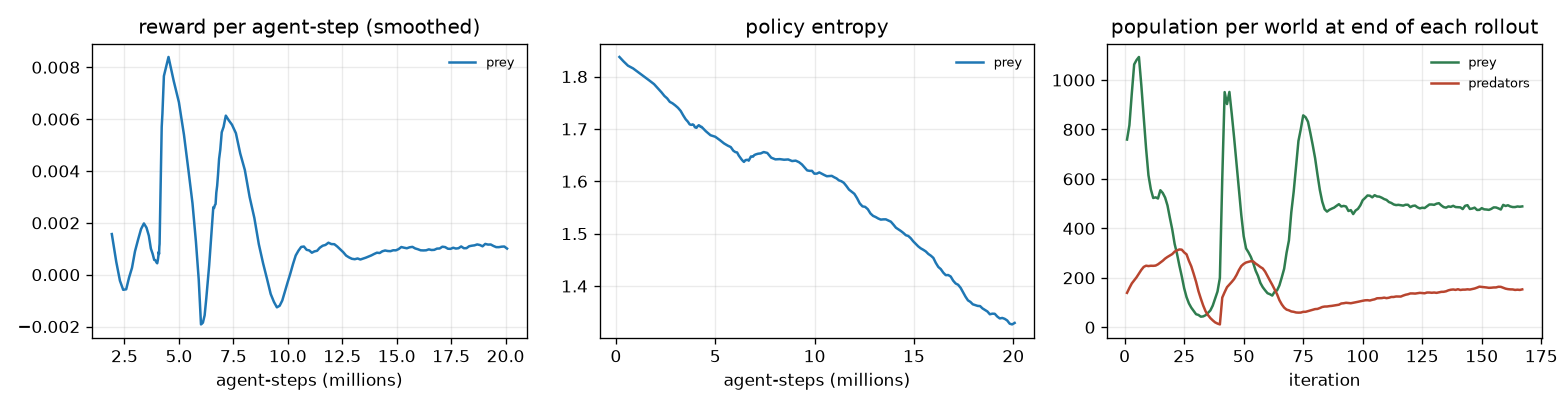 reward per agent-step (smoothed)
prey
0.008
0.006
0.004
0.002
0.000
−0.002
2.5 5.0 7.5 10.0 12.5 15.0 17.5 20.0
agent-steps (millions)
policy entropy
prey
1.8
1.7
1.6
1.5
1.4
0 5 10 15 20
agent-steps (millions)
population per world at end of each rollout
prey
predators
1000
800
600
400
200
0
0 25 50 75 100 125 150 175
iteration